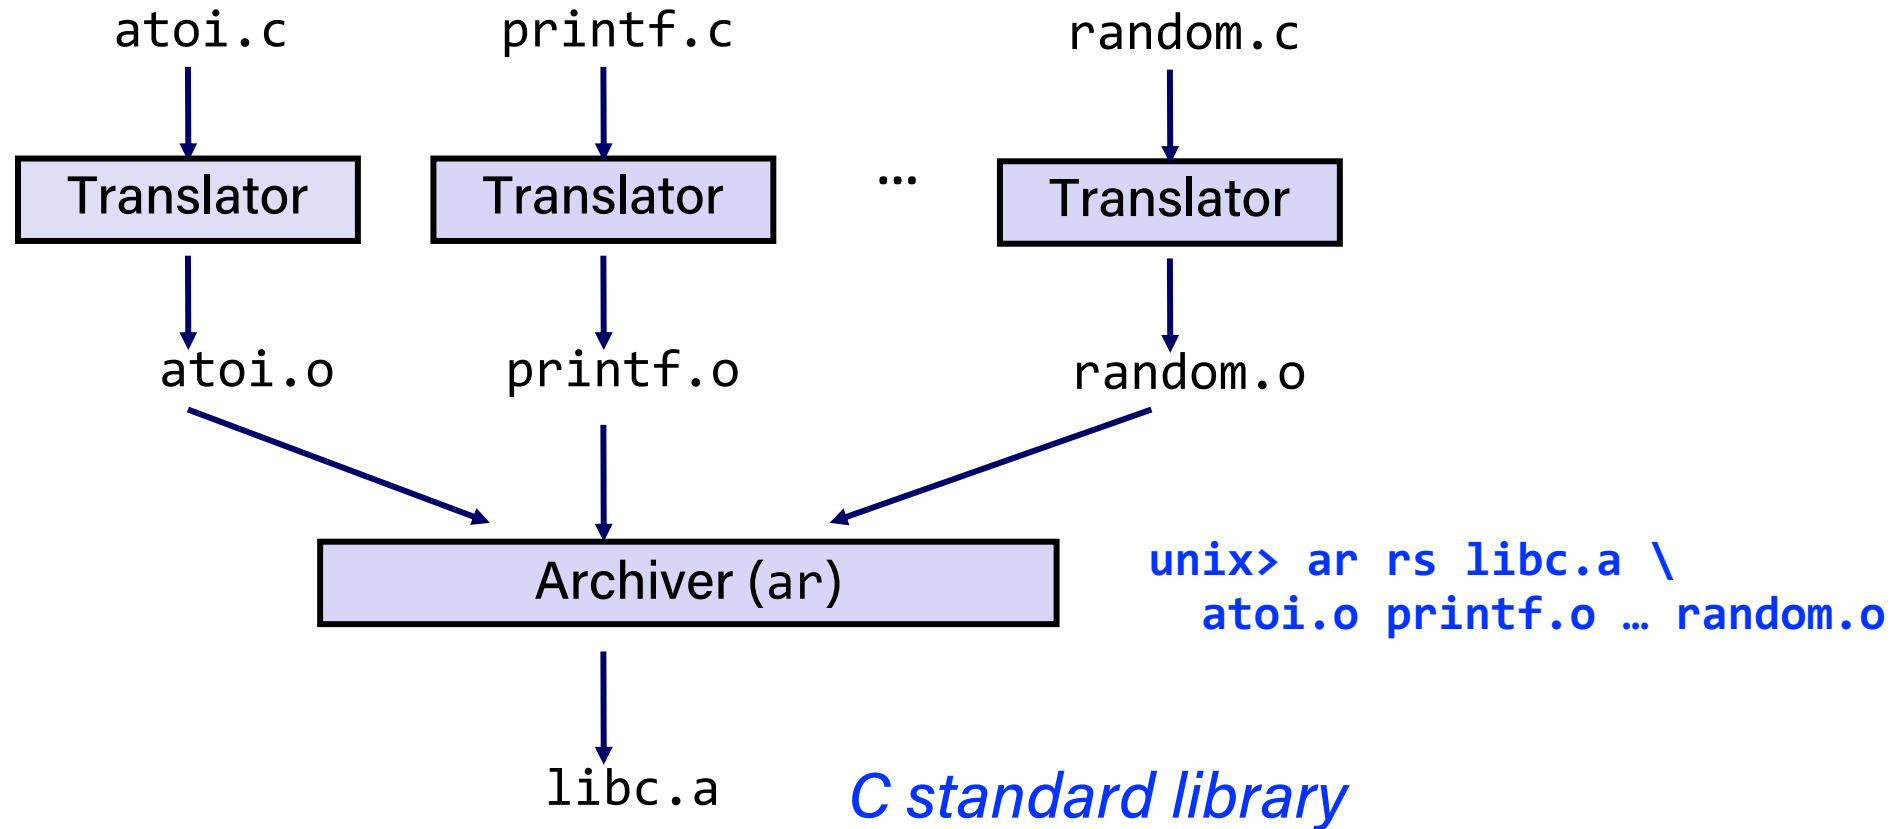 atoi.c printf.c random.c
Translator Translator … Translator
atoi.o printf.o random.o
Archiver (ar)
unix> ar rs libc.a \
atoi.o printf.o … random.o
libc.a
C standard library